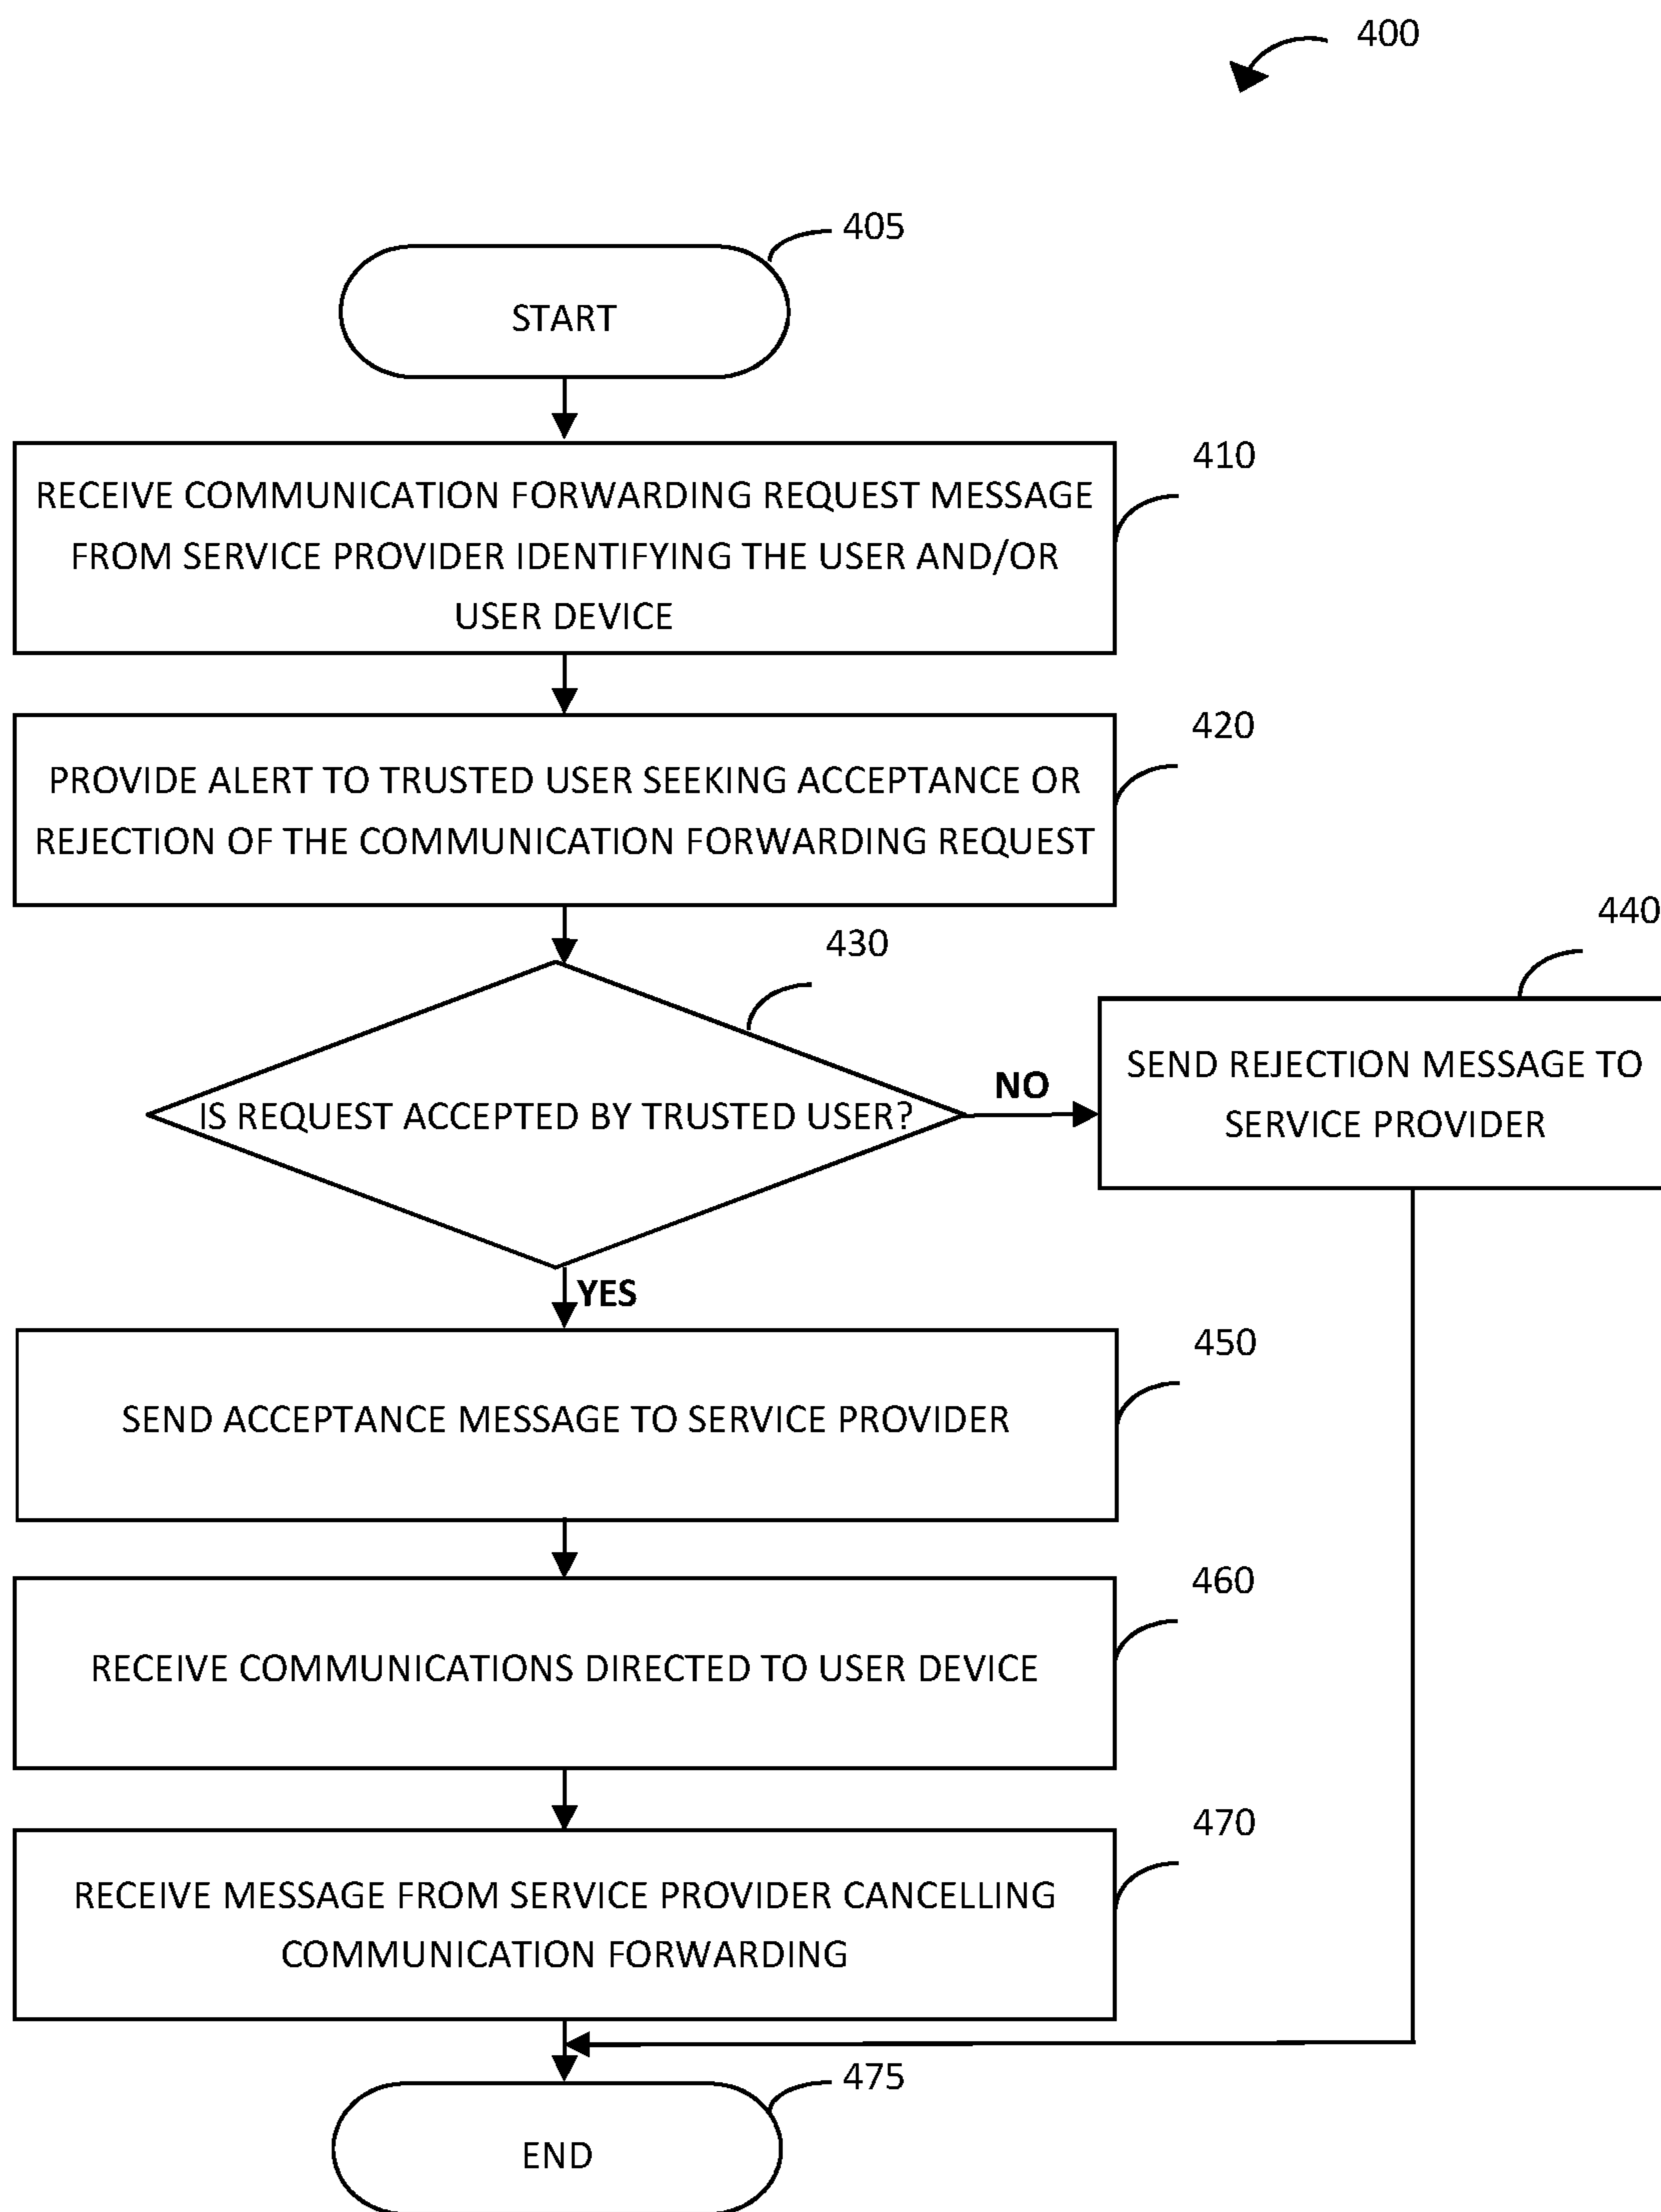 400
405
START
410
RECEIVE COMMUNICATION FORWARDING REQUEST MESSAGE
FROM SERVICE PROVIDER IDENTIFYING THE USER AND/OR
USER DEVICE
420
PROVIDE ALERT TO TRUSTED USER SEEKING ACCEPTANCE OR
REJECTION OF THE COMMUNICATION FORWARDING REQUEST
430
IS REQUEST ACCEPTED BY TRUSTED USER?
NO
440
SEND REJECTION MESSAGE TO
SERVICE PROVIDER
YES
450
SEND ACCEPTANCE MESSAGE TO SERVICE PROVIDER
460
RECEIVE COMMUNICATIONS DIRECTED TO USER DEVICE
470
RECEIVE MESSAGE FROM SERVICE PROVIDER CANCELLING
COMMUNICATION FORWARDING
475
END